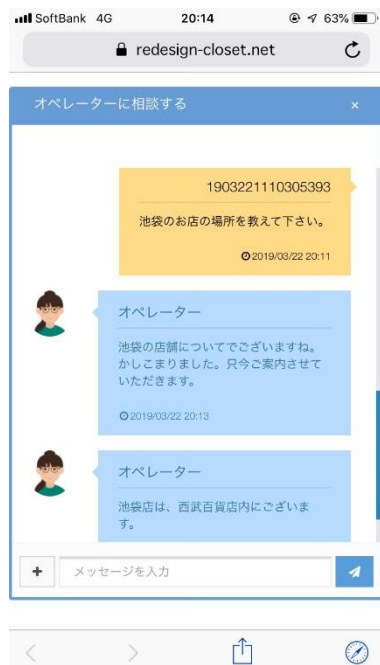 SoftBank 4G 20:14 63%
redesign-closet.net
オペレーターに相談する ×
1903221110305393
池袋のお店の場所を教えて下さい。
2019/03/22 20:11
オペレーター
池袋の店舗についてでございますね。
かしこまりました。只今ご案内させて
いただきます。
2019/03/22 20:13
オペレーター
池袋店は、西武百貨店内にございま
す。
+ メッセージを入力